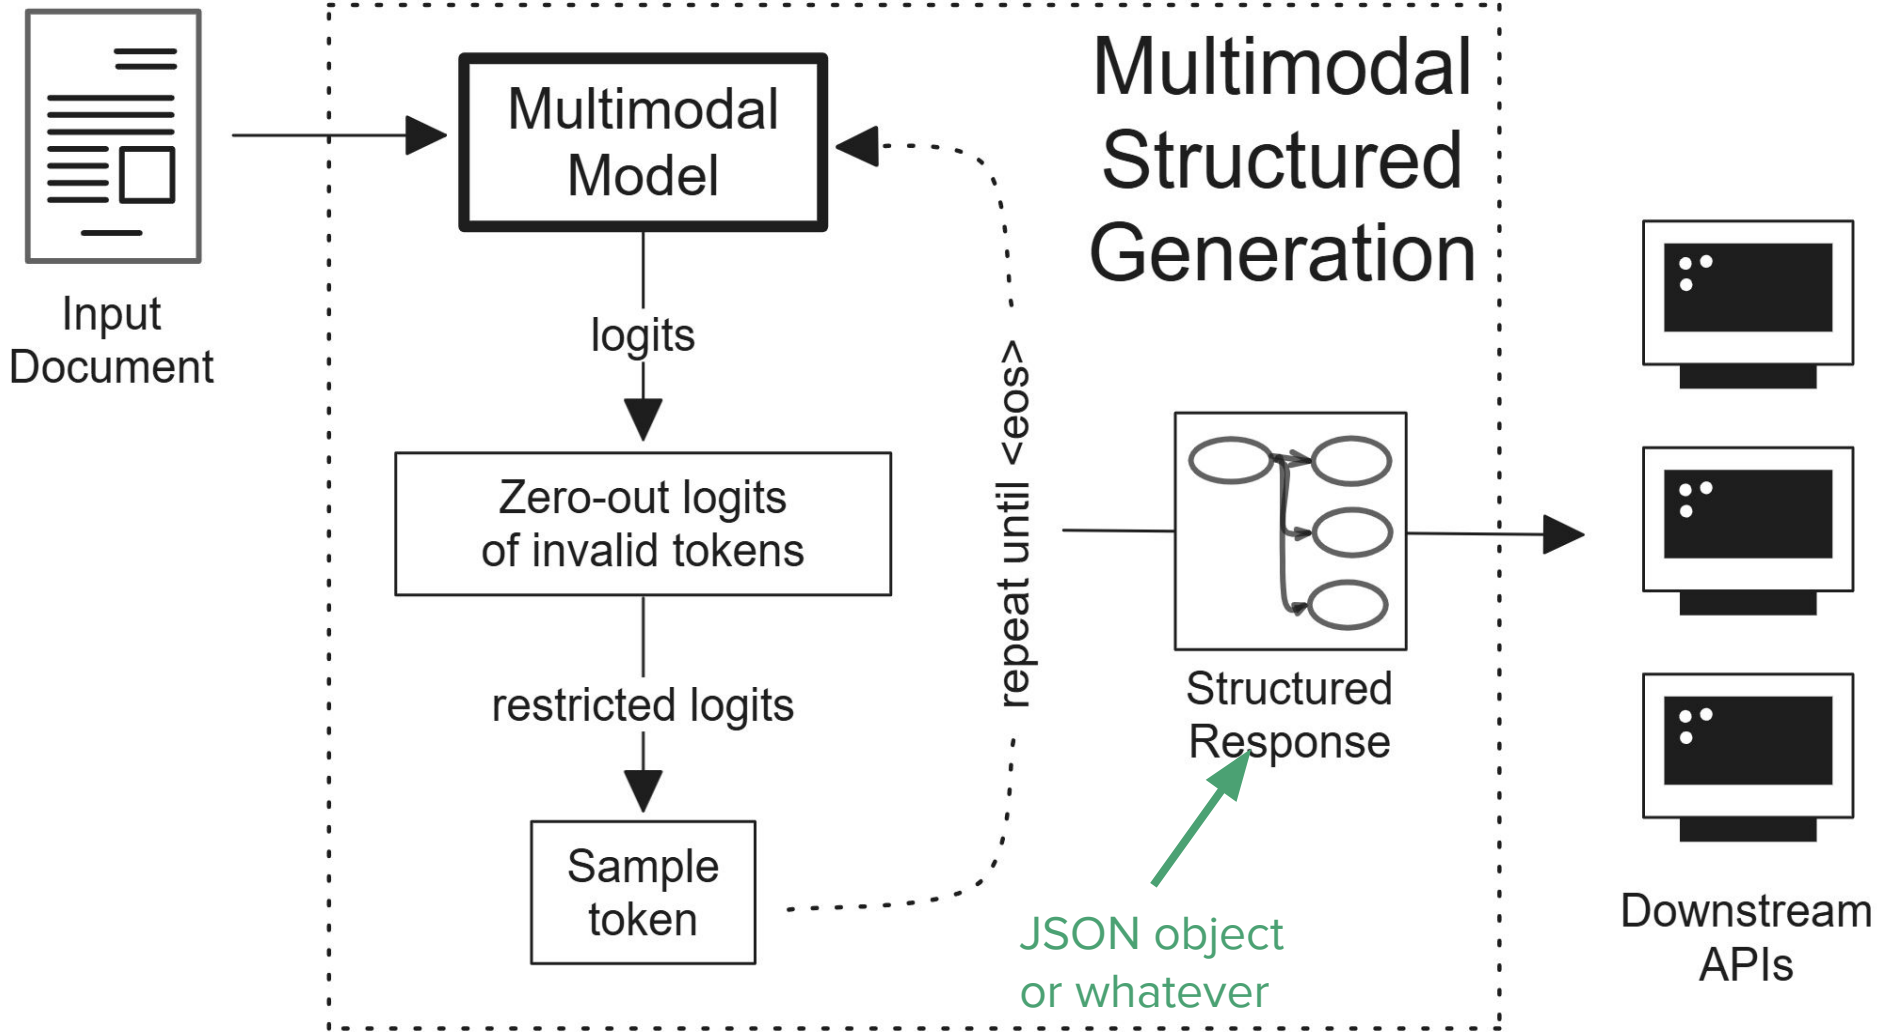 Input
Document
Multimodal
Model
logits
Zero-out logits
of invalid tokens
restricted logits
Sample
token
repeat until <eos>
Multimodal
Structured
Generation
Structured
Response
JSON object
or whatever
Downstream
APIs